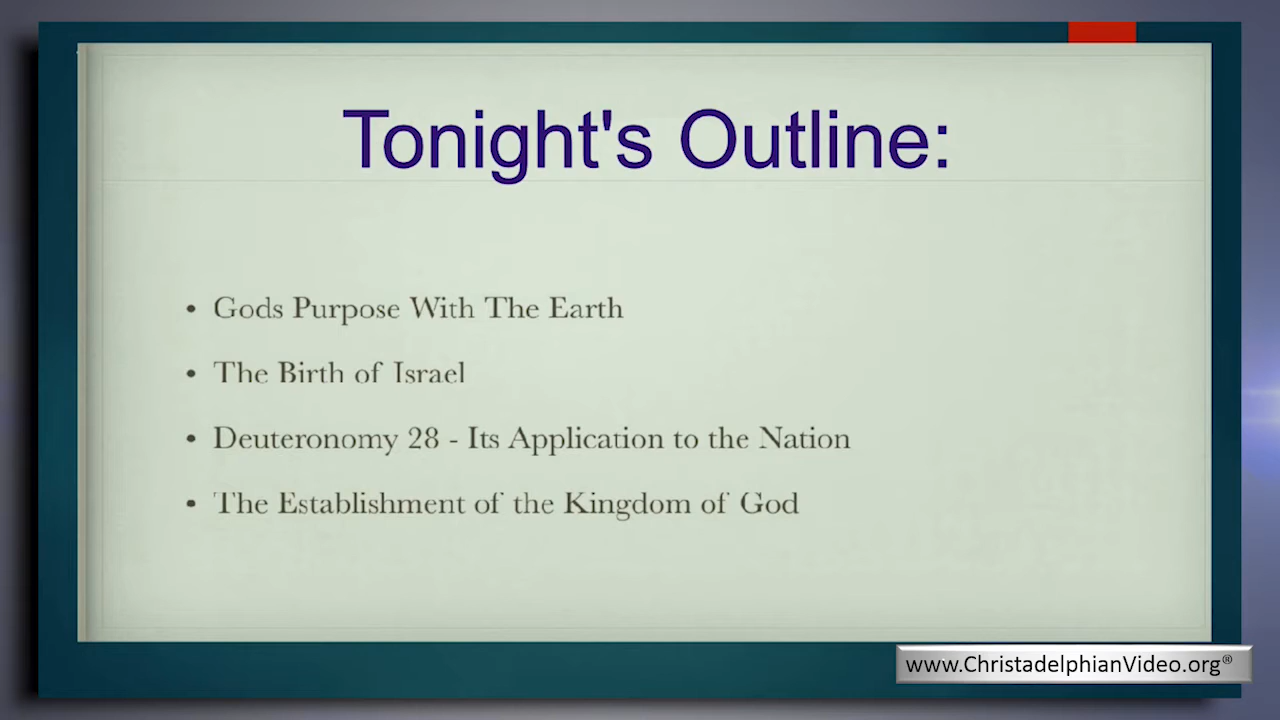 Tonight's Outline:
• Gods Purpose With The Earth
• The Birth of Israel
• Deuteronomy 28 - Its Application to the Nation
• The Establishment of the Kingdom of God
www.ChristadelphianVideo.org®